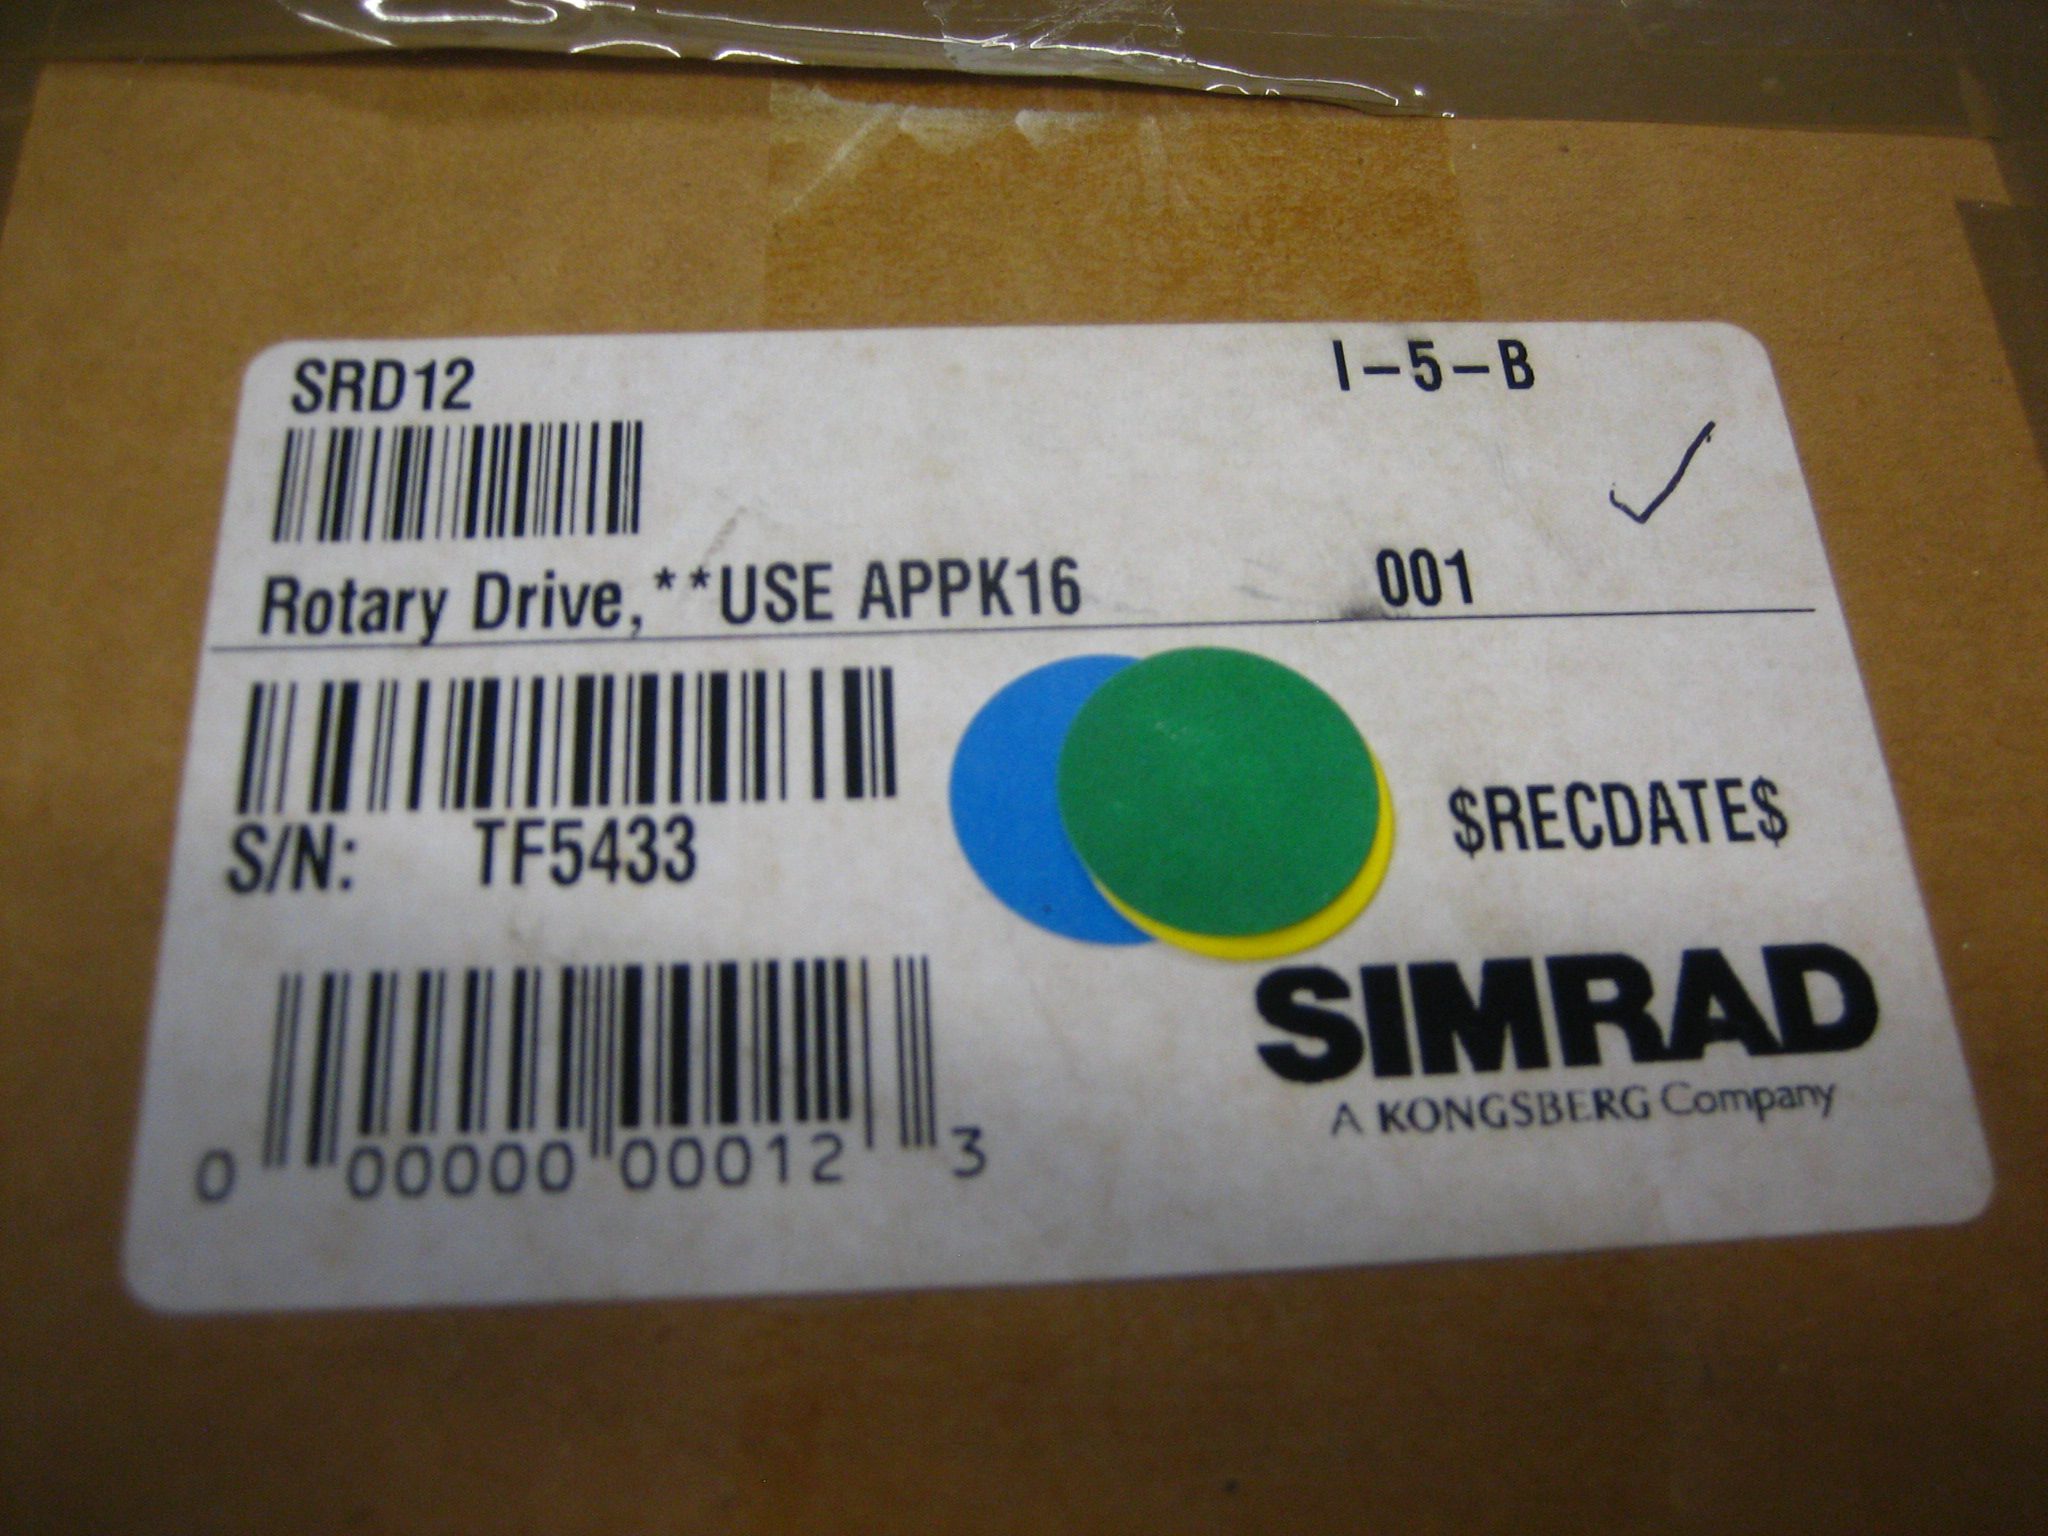 SRD12
I-5-B
Rotary Drive,**USE APPK16
001
S/N: TF5433
$RECDATE$
SIMRAD
A KONGSBERG Company
0 00000 00012 3